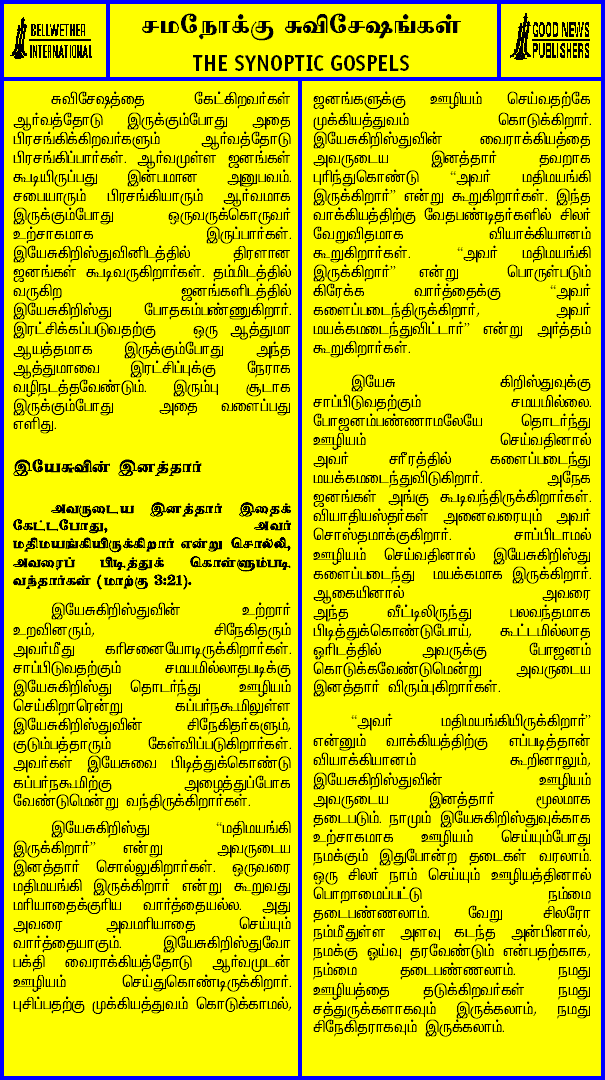 BELLWETHER
INTERNATIONAL
சமநோக்கு சுவிசேஷங்கள்
THE SYNOPTIC GOSPELS
GOOD NEWS
PUBLISHERS
சுவிசேஷத்தை கேட்கிறவர்கள்
ஆர்வத்தோடு இருக்கும்போது அதை
பிரசங்கிக்கிறவர்களும் ஆர்வத்தோடு
பிரசங்கிப்பார்கள். ஆர்வமுள்ள ஜனங்கள்
கூடியிருப்பது இன்பமான அனுபவம்.
சபையாரும் பிரசங்கியாரும் ஆர்வமாக
இருக்கும்போது ஒருவருக்கொருவர்
உற்சாகமாக இருப்பார்கள்.
இயேசுகிறிஸ்துவினிடத்தில் திரளான
ஜனங்கள் கூடிவருகிறார்கள். தம்மிடத்தில்
வருகிற ஜனங்களிடத்தில்
இயேசுகிறிஸ்து போதகம்பண்ணுகிறார்.
இரட்சிக்கப்படுவதற்கு ஒரு ஆத்துமா
ஆயத்தமாக இருக்கும்போது அந்த
ஆத்துமாவை இரட்சிப்புக்கு நேராக
வழிநடத்தவேண்டும். இரும்பு சூடாக
இருக்கும்போது அதை வளைப்பது
எளிது.
இயேசுவின் இனத்தார்
அவருடைய இனத்தார் இதைக்
கேட்டபோது, அவர்
மதிமயங்கியிருக்கிறார் என்று சொல்லி,
அவரைப் பிடித்துக் கொள்ளும்படி
வந்தார்கள் (மாற்கு 3:21).
இயேசுகிறிஸ்துவின் உற்றார்
உறவினரும், சிநேகிதரும்
அவர்மீது கரிசனையோடிருக்கிறார்கள்.
சாப்பிடுவதற்கும் சமயமில்லாதபடிக்கு
இயேசுகிறிஸ்து தொடர்ந்து ஊழியம்
செய்கிறாரென்று கப்பர்நகூமிலுள்ள
இயேசுகிறிஸ்துவின் சிநேகிதர்களும்,
குடும்பத்தாரும் கேள்விப்படுகிறார்கள்.
அவர்கள் இயேசுவை பிடித்துக்கொண்டு
கப்பர்நகூமிற்கு அழைத்துப்போக
வேண்டுமென்று வந்திருக்கிறார்கள்.
இயேசுகிறிஸ்து “மதிமயங்கி
இருக்கிறார்” என்று அவருடைய
இனத்தார் சொல்லுகிறார்கள். ஒருவரை
மதிமயங்கி இருக்கிறார் என்று கூறுவது
மரியாதைக்குரிய வார்த்தையல்ல. அது
அவரை அவமரியாதை செய்யும்
வார்த்தையாகும். இயேசுகிறிஸ்துவோ
பக்தி வைராக்கியத்தோடு ஆர்வமுடன்
ஊழியம் செய்துகொண்டிருக்கிறார்.
புசிப்பதற்கு முக்கியத்துவம் கொடுக்காமல்,
ஜனங்களுக்கு ஊழியம் செய்வதற்கே
முக்கியத்துவம் கொடுக்கிறார்.
இயேசுகிறிஸ்துவின் வைராக்கியத்தை
அவருடைய இனத்தார் தவறாக
புரிந்துகொண்டு “அவர் மதிமயங்கி
இருக்கிறார்” என்று கூறுகிறார்கள். இந்த
வாக்கியத்திற்கு வேதபண்டிதர்களில் சிலர்
வேறுவிதமாக வியாக்கியானம்
கூறுகிறார்கள். “அவர் மதிமயங்கி
இருக்கிறார்” என்று பொருள்படும்
கிரேக்க வார்த்தைக்கு “அவர்
களைப்படைந்திருக்கிறார், அவர்
மயக்கமடைந்துவிட்டார்” என்று அர்த்தம்
கூறுகிறார்கள்.
இயேசு கிறிஸ்துவுக்கு
சாப்பிடுவதற்கும் சமயமில்லை.
போஜனம்பண்ணாமலேயே தொடர்ந்து
ஊழியம் செய்வதினால்
அவர் சரீரத்தில் களைப்படைந்து
மயக்கமடைந்துவிடுகிறார். அநேக
ஜனங்கள் அங்கு கூடிவந்திருக்கிறார்கள்.
வியாதியஸ்தர்கள் அனைவரையும் அவர்
சொஸ்தமாக்குகிறார். சாப்பிடாமல்
ஊழியம் செய்வதினால் இயேசுகிறிஸ்து
களைப்படைந்து மயக்கமாக இருக்கிறார்.
ஆகையினால் அவரை
அந்த வீட்டிலிருந்து பலவந்தமாக
பிடித்துக்கொண்டுபோய், கூட்டமில்லாத
ஓரிடத்தில் அவருக்கு போஜனம்
கொடுக்கவேண்டுமென்று அவருடைய
இனத்தார் விரும்புகிறார்கள்.
“அவர் மதிமயங்கியிருக்கிறார்”
என்னும் வாக்கியத்திற்கு எப்படித்தான்
வியாக்கியானம் கூறினாலும்,
இயேசுகிறிஸ்துவின் ஊழியம்
அவருடைய இனத்தார் மூலமாக
தடைபடும். நாமும் இயேசுகிறிஸ்துவுக்காக
உற்சாகமாக ஊழியம் செய்யும்போது
நமக்கும் இதுபோன்ற தடைகள் வரலாம்.
ஒரு சிலர் நாம் செய்யும் ஊழியத்தினால்
பொறாமைப்பட்டு நம்மை
தடைபண்ணலாம். வேறு சிலரோ
நம்மீதுள்ள அளவு கடந்த அன்பினால்,
நமக்கு ஓய்வு தரவேண்டும் என்பதற்காக,
நம்மை தடைபண்ணலாம். நமது
ஊழியத்தை தடுக்கிறவர்கள் நமது
சத்துருக்களாகவும் இருக்கலாம், நமது
சிநேகிதராகவும் இருக்கலாம்.